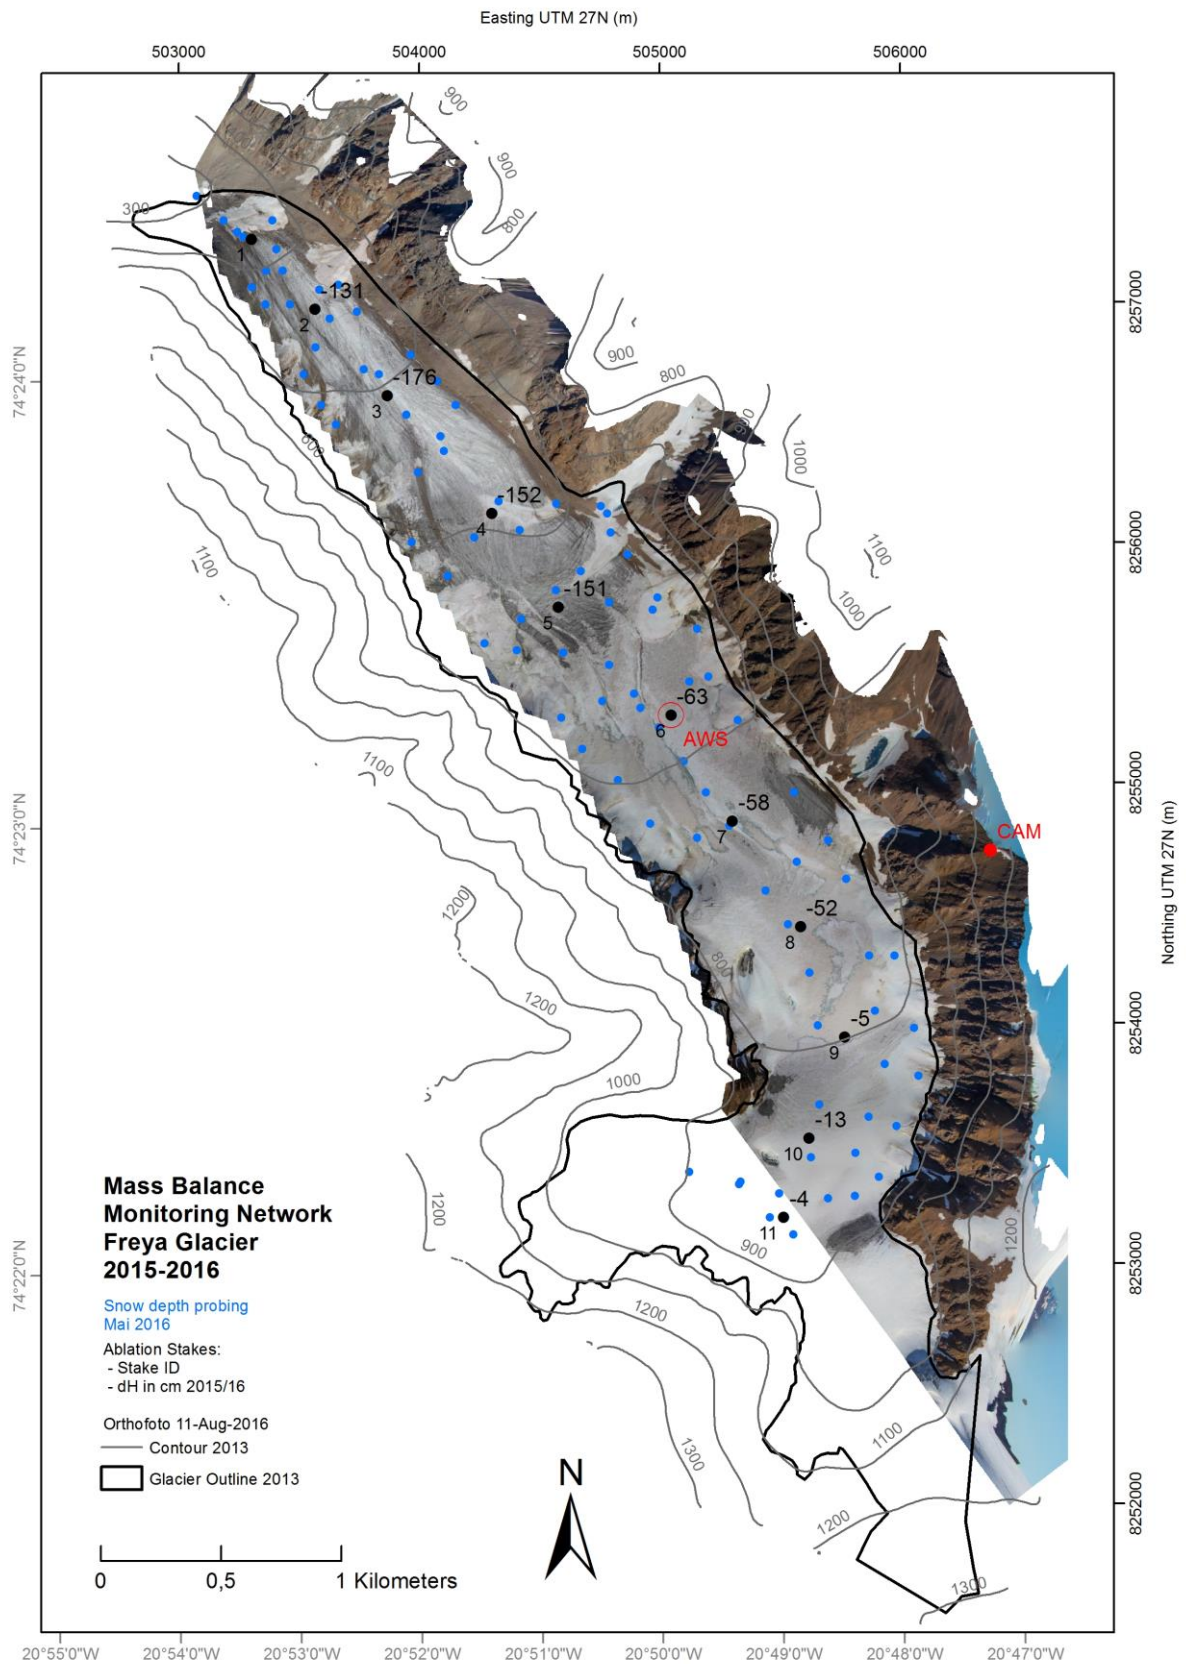 Easting UTM 27N (m)
503000
504000
505000
506000
900
900
800
300
1
-131
2
900
800
-176
3
600
900
1000
-152
4
1100
1100
1000
-151
5
-63
6
AWS
1100
-58
7
CAM
1200
-52
8
800
1200
-5
9
1000
-13
10
-4
11
900
1200
1200
1200
1100
1300
1200
1300
8257000
8256000
8255000
8254000
8253000
8252000
Northing UTM 27N (m)
74°24'0"N
74°23'0"N
74°22'0"N
Mass Balance
Monitoring Network
Freya Glacier
2015-2016
Snow depth probing
Mai 2016
Ablation Stakes:
- Stake ID
- dH in cm 2015/16
Orthofoto 11-Aug-2016
Contour 2013
Glacier Outline 2013
N
0 0,5 1 Kilometers
20°55'0"W
20°54'0"W
20°53'0"W
20°52'0"W
20°51'0"W
20°50'0"W
20°49'0"W
20°48'0"W
20°47'0"W